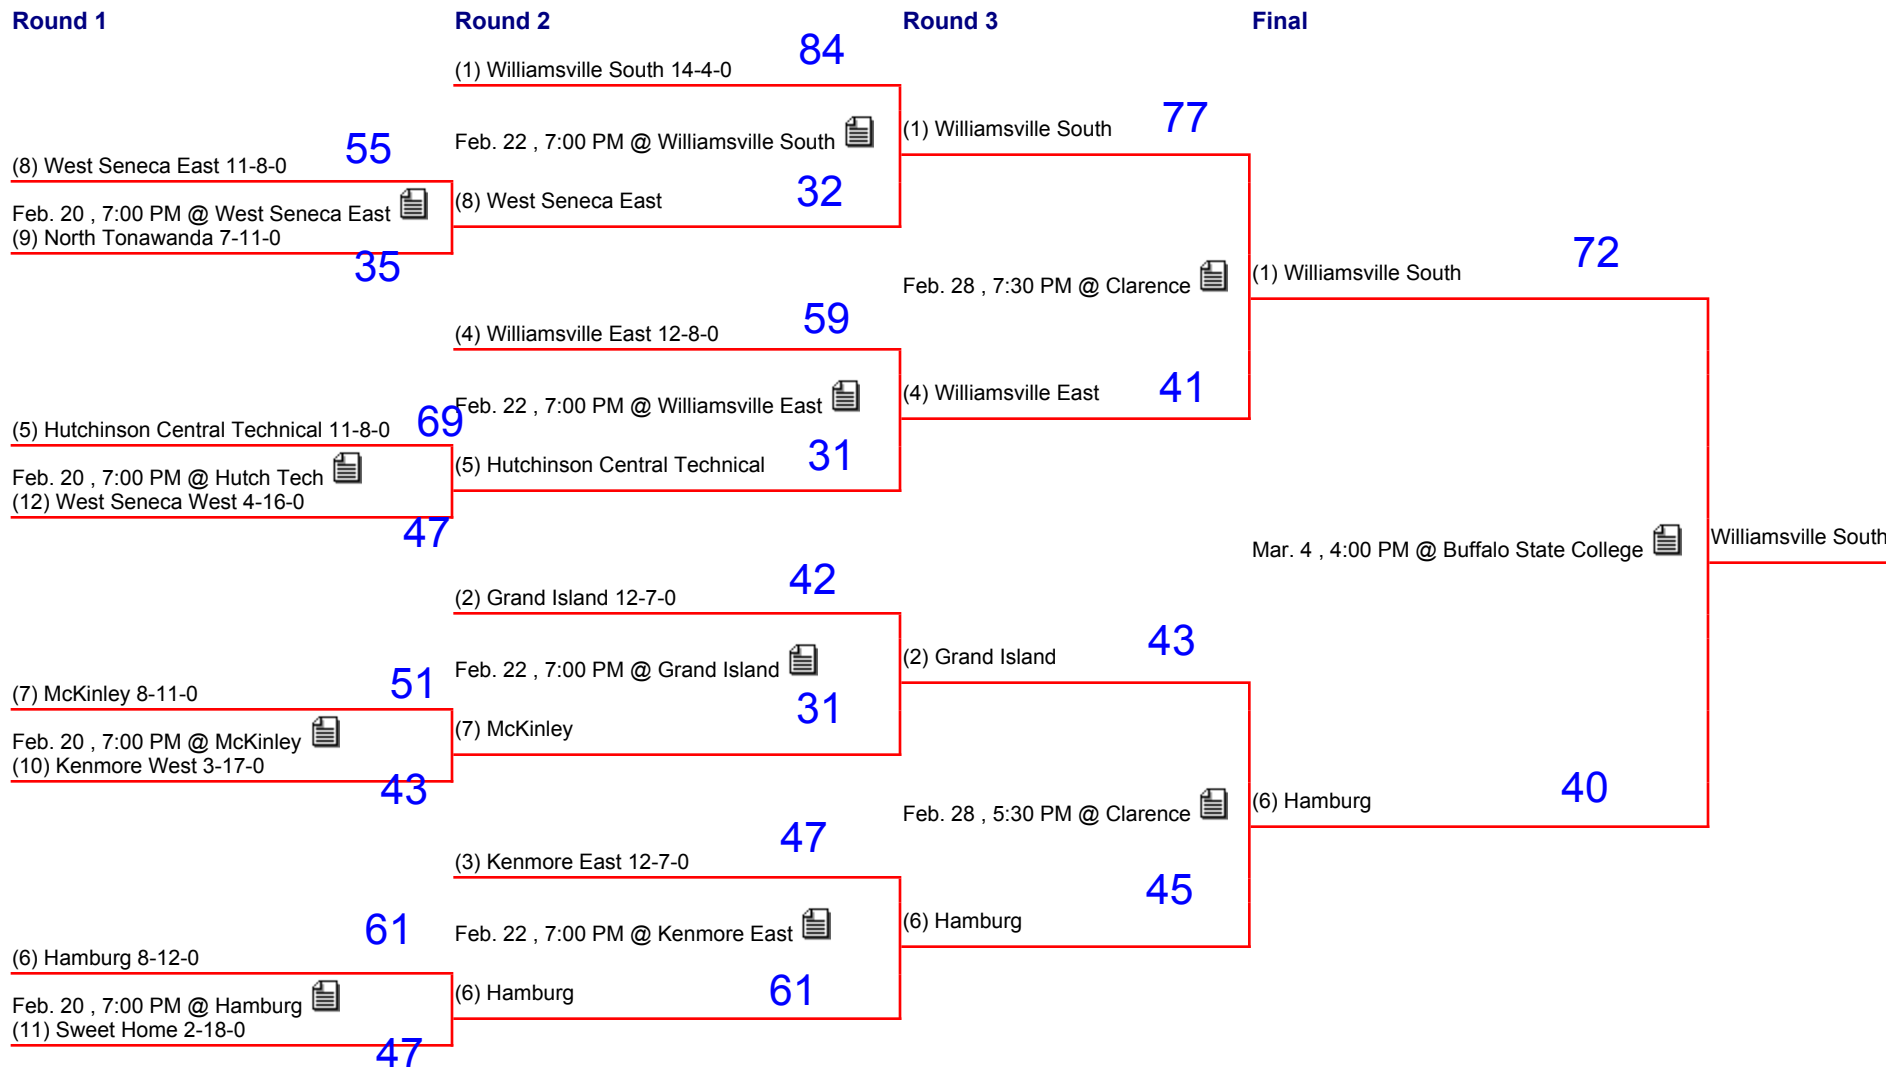 Round 1
Round 2
Round 3
Final
(8) West Seneca East 11-8-0
55
Feb. 20 , 7:00 PM @ West Seneca East
(9) North Tonawanda 7-11-0
35
(5) Hutchinson Central Technical 11-8-0
69
Feb. 20 , 7:00 PM @ Hutch Tech
(12) West Seneca West 4-16-0
47
(7) McKinley 8-11-0
51
Feb. 20 , 7:00 PM @ McKinley
(10) Kenmore West 3-17-0
43
(6) Hamburg 8-12-0
61
Feb. 20 , 7:00 PM @ Hamburg
(11) Sweet Home 2-18-0
47
(1) Williamsville South 14-4-0
84
Feb. 22 , 7:00 PM @ Williamsville South
(8) West Seneca East
32
(4) Williamsville East 12-8-0
59
Feb. 22 , 7:00 PM @ Williamsville East
(5) Hutchinson Central Technical
31
(2) Grand Island 12-7-0
42
Feb. 22 , 7:00 PM @ Grand Island
(7) McKinley
31
(3) Kenmore East 12-7-0
47
Feb. 22 , 7:00 PM @ Kenmore East
(6) Hamburg
61
(1) Williamsville South
77
Feb. 28 , 7:30 PM @ Clarence
(4) Williamsville East
41
(2) Grand Island
43
Feb. 28 , 5:30 PM @ Clarence
(6) Hamburg
45
(1) Williamsville South
72
Mar. 4 , 4:00 PM @ Buffalo State College
(6) Hamburg
40
Williamsville South